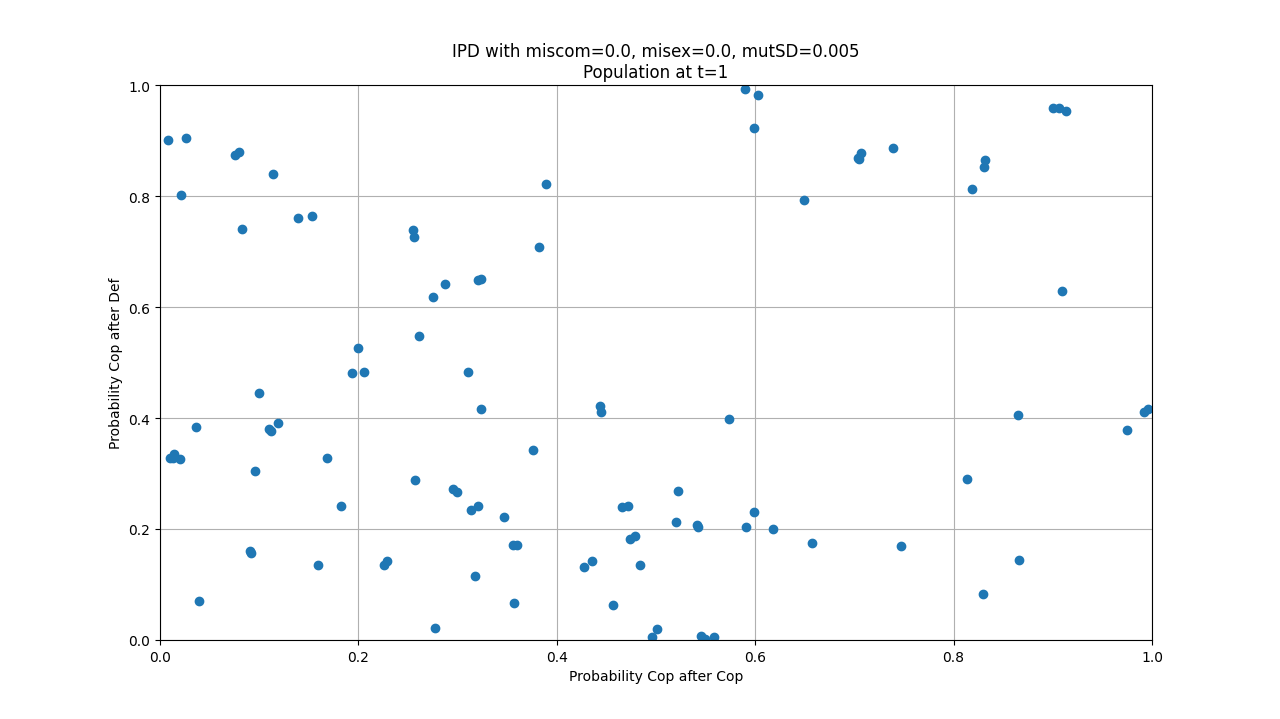 IPD with miscom=0.0, misex=0.0, mutSD=0.005
Population at t=1
1.0
0.8
0.6
0.4
0.2
0.0
Probability Cop after Def
0.0 0.2 0.4 0.6 0.8 1.0
Probability Cop after Cop